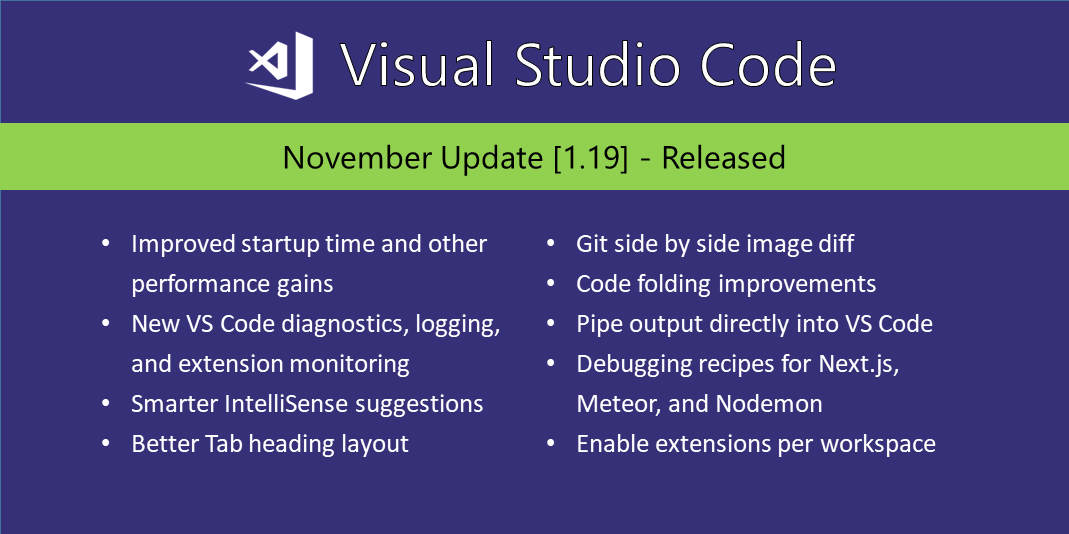 Visual Studio Code
November Update [1.19] - Released
• Improved startup time and other
performance gains
• New VS Code diagnostics, logging,
and extension monitoring
• Smarter IntelliSense suggestions
• Better Tab heading layout
• Git side by side image diff
• Code folding improvements
• Pipe output directly into VS Code
• Debugging recipes for Next.js,
Meteor, and Nodemon
• Enable extensions per workspace